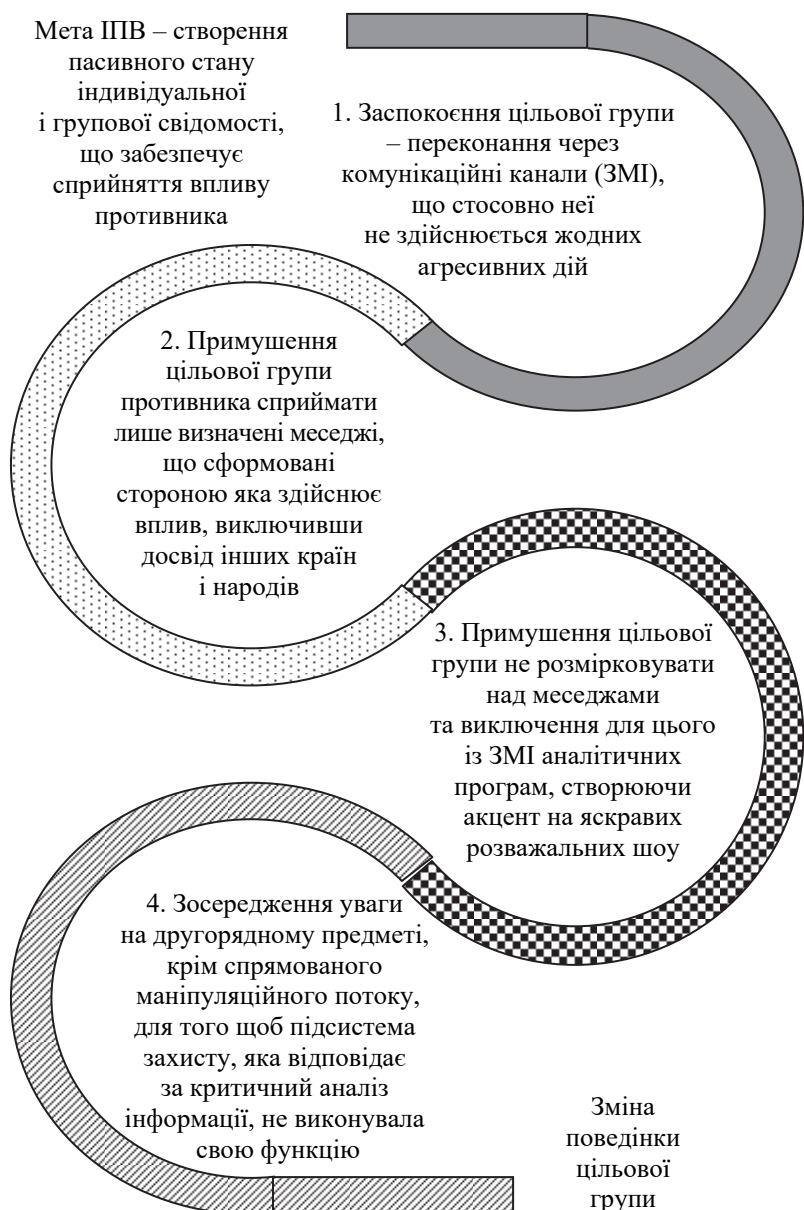 Мета ІПВ – створення
пасивного стану
індивідуальної
і групової свідомості,
що забезпечує
сприйняття впливу
противника
1. Заспокоєння цільової групи
– переконання через
комунікаційні канали (ЗМІ),
що стосовно неї
не здійснюється жодних
агресивних дій
2. Примушення
цільової групи
противника сприймати
лише визначені меседжі,
що сформовані
стороною яка здійснює
вплив, виключивши
досвід інших країн
і народів
3. Примушення цільової
групи не розмірковувати
над меседжами
та виключення для цього
із ЗМІ аналітичних
програм, створюючи
акцент на яскравих
розважальних шоу
4. Зосередження уваги
на другорядному предметі,
крім спрямованого
маніпуляційного потоку,
для того щоб підсистема
захисту, яка відповідає
за критичний аналіз
інформації, не виконувала
свою функцію
Зміна
поведінки
цільової
групи